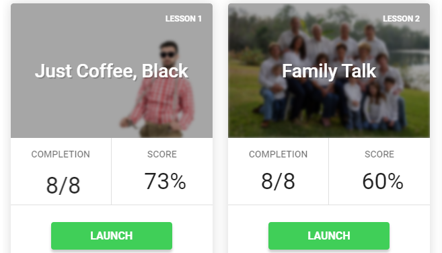 LESSON 1
Just Coffee, Black
COMPLETION SCORE
8/8 73%
LAUNCH
LESSON 2
Family Talk
COMPLETION SCORE
8/8 60%
LAUNCH